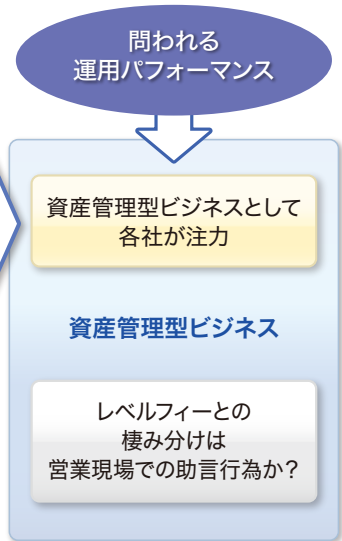 問われる
運用パフォーマンス
資産管理型ビジネスとして
各社が注力
資産管理型ビジネス
レベルフィーとの
棲み分けは
営業現場での助言行為か?